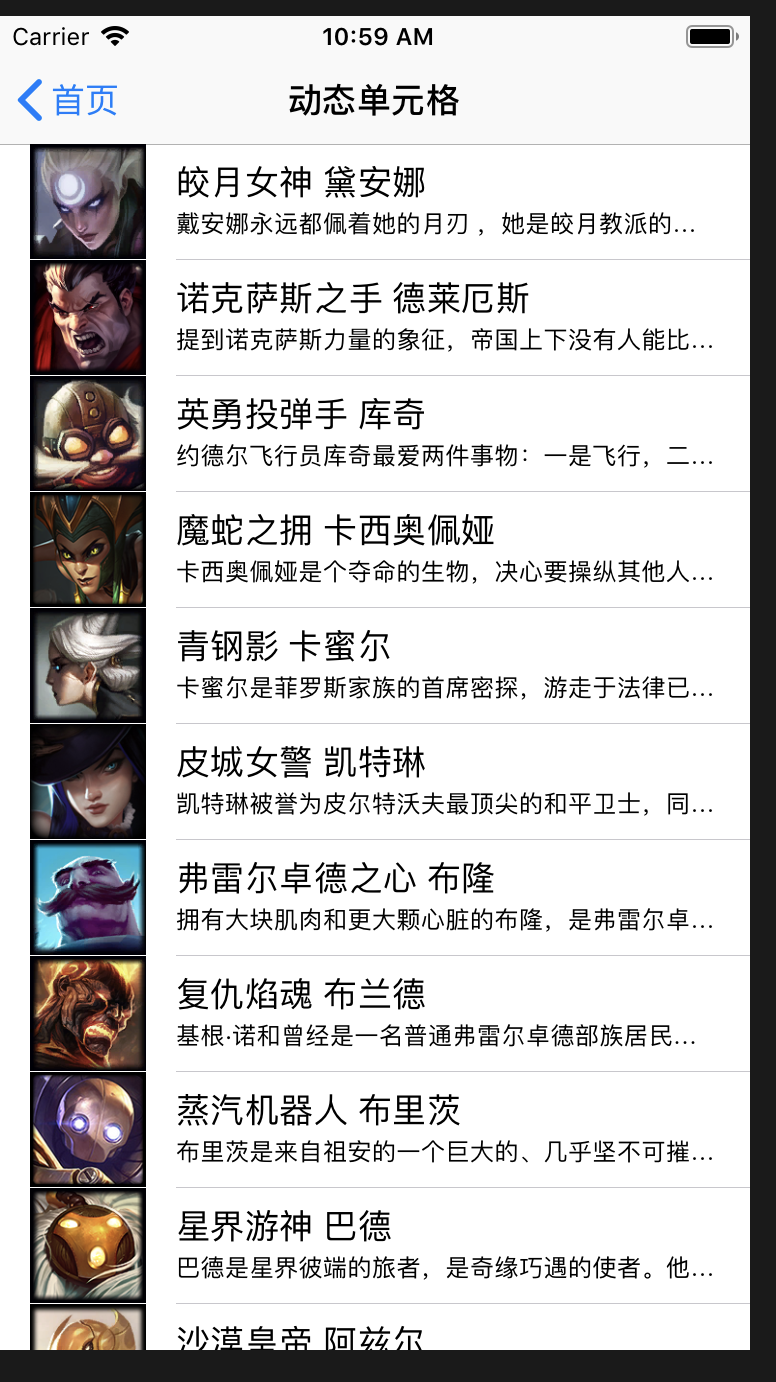 Carrier 10:59 AM
首页 动态单元格
皎月女神 黛安娜
戴安娜永远都佩着她的月刃 ，她是皎月教派的…
诺克萨斯之手 德莱厄斯
提到诺克萨斯力量的象征，帝国上下没有人能比…
英勇投弹手 库奇
约德尔飞行员库奇最爱两件事物：一是飞行，二…
魔蛇之拥 卡西奥佩娅
卡西奥佩娅是个夺命的生物，决心要操纵其他人…
青钢影 卡蜜尔
卡蜜尔是菲罗斯家族的首席密探，游走于法律已…
皮城女警 凯特琳
凯特琳被誉为皮尔特沃夫最顶尖的和平卫士，同…
弗雷尔卓德之心 布隆
拥有大块肌肉和更大颗心脏的布隆，是弗雷尔卓…
复仇焰魂 布兰德
基根·诺和曾经是一名普通弗雷尔卓德部族居民…
蒸汽机器人 布里茨
布里茨是来自祖安的一个巨大的、几乎坚不可摧…
星界游神 巴德
巴德是星界彼端的旅者，是奇缘巧遇的使者。他…
沙漠皇帝 阿兹尔